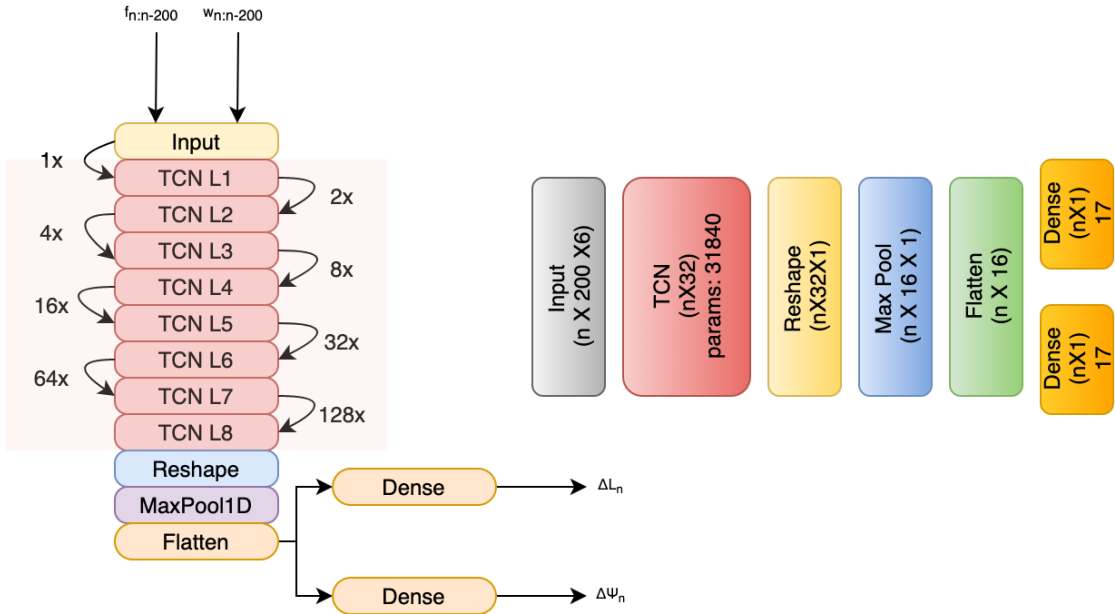 fn:n-200
wn:n-200
Input
1x
TCN L1
2x
TCN L2
4x
TCN L3
8x
TCN L4
16x
TCN L5
32x
TCN L6
64x
TCN L7
128x
TCN L8
Reshape
MaxPool1D
Flatten
Dense
ΔLn
Dense
ΔΨn
Input
(n X 200 X6)
TCN
(nX32)
params: 31840
Reshape
(nX32X1)
Max Pool
(n X 16 X 1)
Flatten
(n X 16)
Dense
(nX1)
17
Dense
(nX1)
17